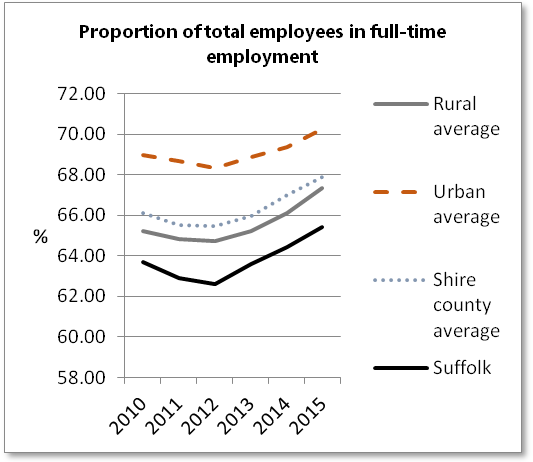 Proportion of total employees in full-time
employment
72.00
70.00
68.00
66.00
64.00
62.00
60.00
58.00
%
2010
2011
2012
2013
2014
2015
Rural
average
Urban
average
Shire
county
average
Suffolk